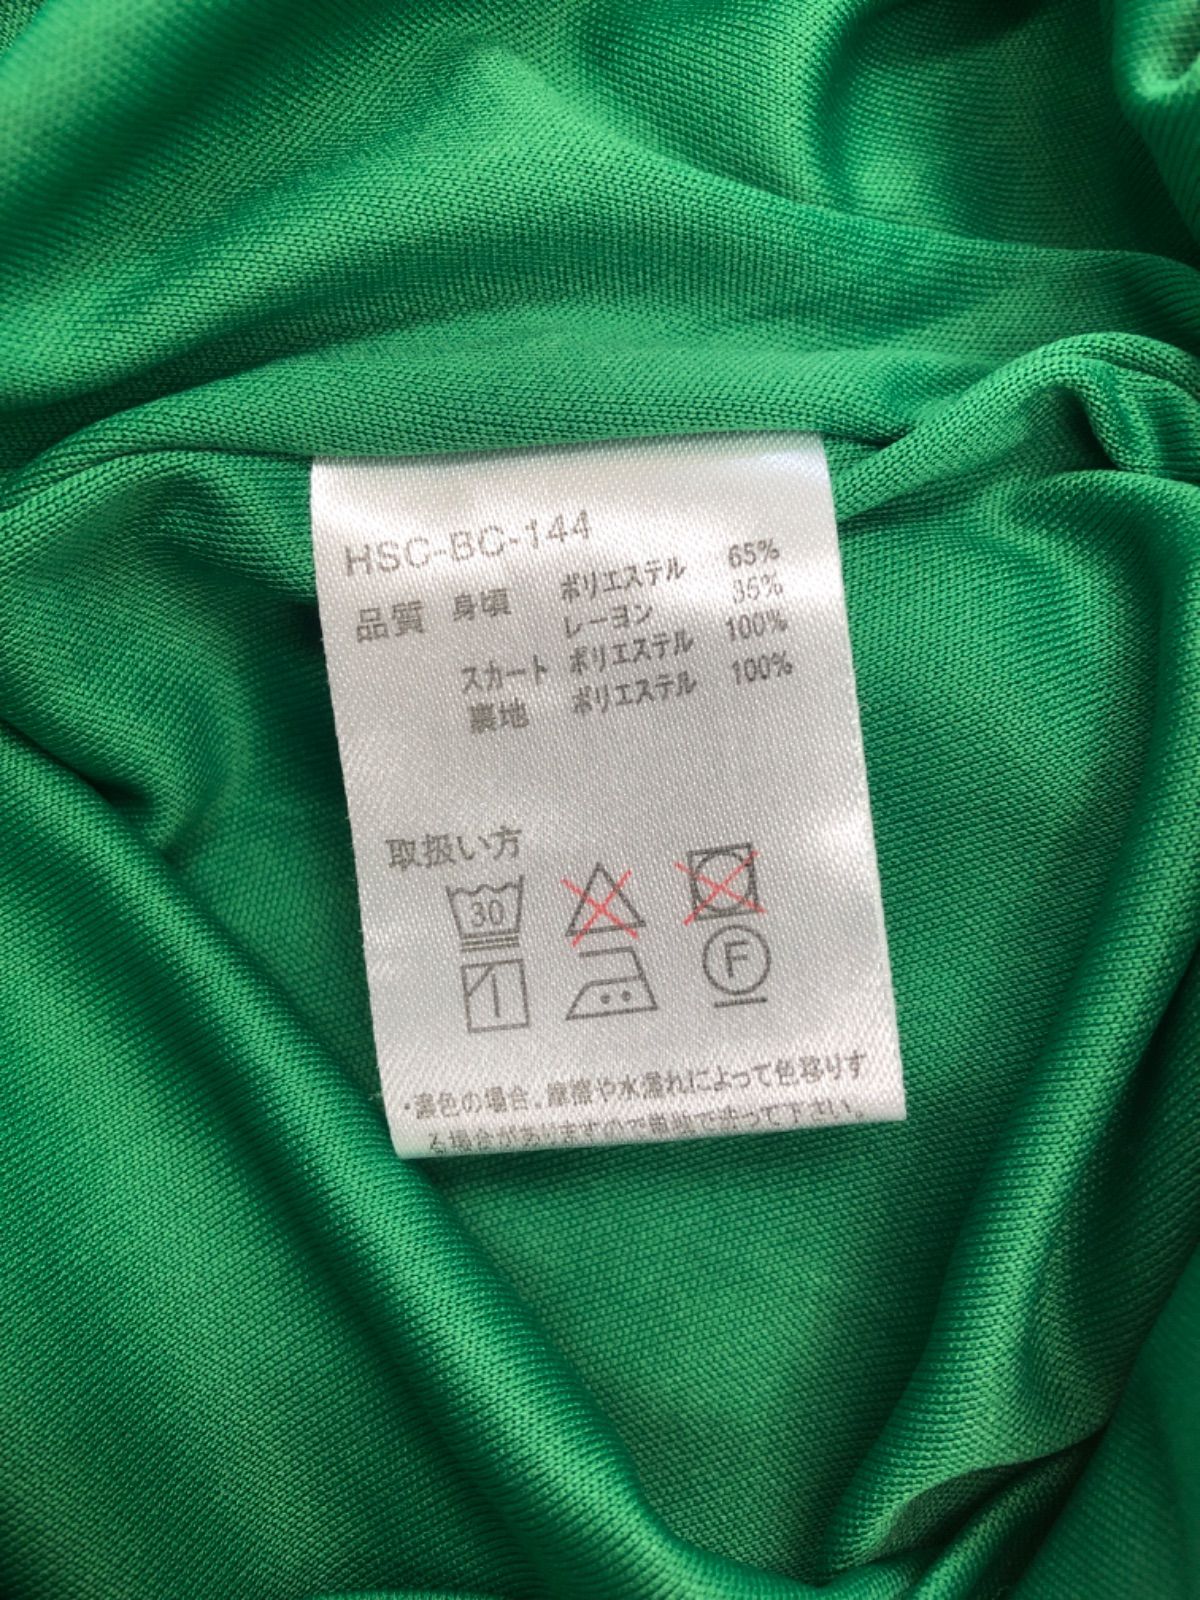 HSC-BC-144
品質 身頃 ポリエステル 65%
レーヨン 35%
スカート ポリエステル 100%
裏地 ポリエステル 100%
取扱い方
30
F
・濃色の場合、摩擦や水濡れによって色移りす
る場合がありますので単独で洗って下さい。